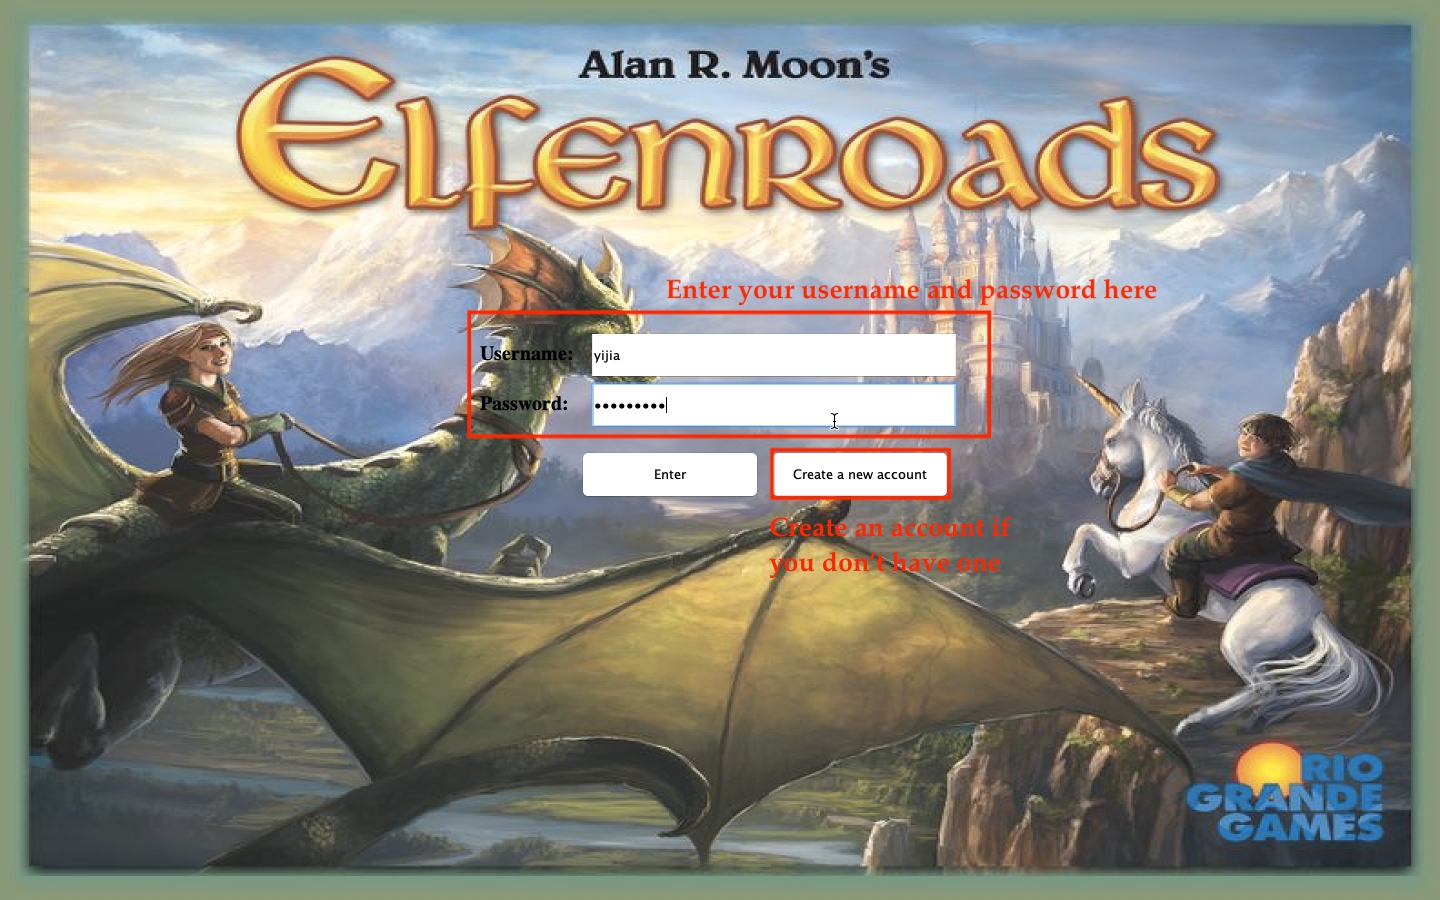 Alan R. Moon's
Elfenroads
Enter your username and password here
Username: yijia
Password: •••••••••
Enter Create a new account
Create an account if
you don't have one
RIO
GRANDE
GAMES